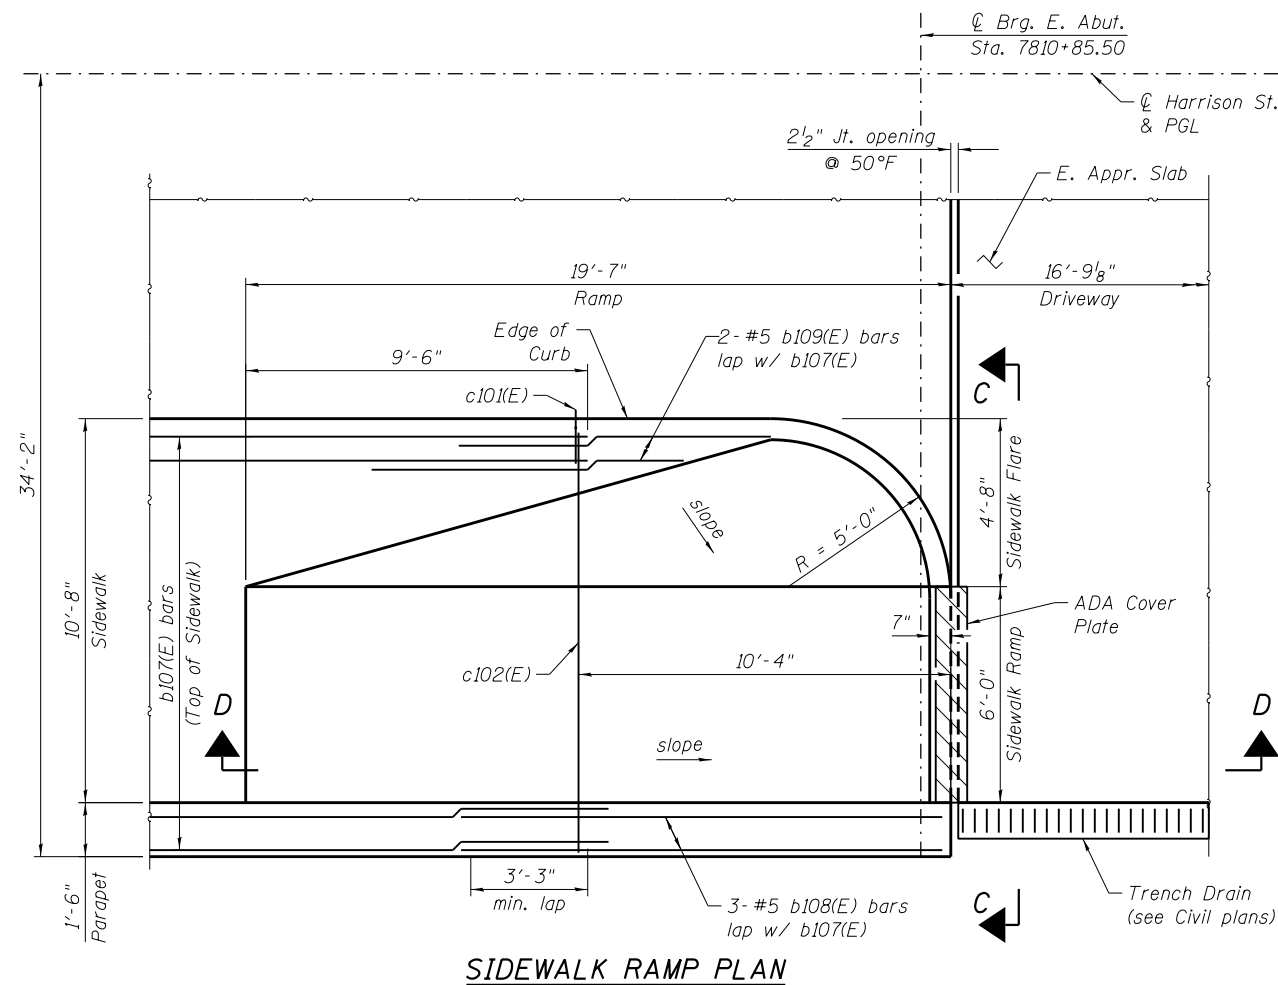 ℄ Brg. E. Abut.
Sta. 7810+85.50
℄ Harrison St.
& PGL
2½" Jt. opening
@ 50°F
E. Appr. Slab
19'-7"
Ramp
16'-9⅛"
Driveway
Edge of
Curb
2- #5 b109(E) bars
lap w/ b107(E)
9'-6"
c101(E)
C
34'-2"
4'-8"
Sidewalk Flare
slope
R = 5'-0"
10'-8"
Sidewalk
b107(E) bars
(Top of Sidewalk)
ADA Cover
Plate
7"
10'-4"
c102(E)
6'-0"
Sidewalk Ramp
D
D
slope
1'-6"
Parapet
3'-3"
min. lap
3- #5 b108(E) bars
lap w/ b107(E)
C
Trench Drain
(see Civil plans)
SIDEWALK RAMP PLAN